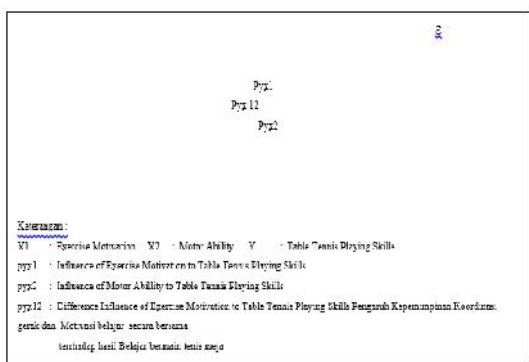 Pyx1
Pyx12
Pyx2
Keterangan :
X1 : Exercise Motivation X2 : Motor Ability Y : Table Tennis Playing Skills
pyx1 : Influence of Exercise Motivation to Table Tennis Playing Skills
pyx2 : Influence of Motor Ability to Table Tennis Playing Skills
pyx12 : Difference Influence of Exercise Motivation to Table Tennis Playing Skills Pengaruh Kepemimpinan Koordinasi
gerak dan Motivasi belajar secara bersama
terhadap hasil Belajar bermain tenis meja